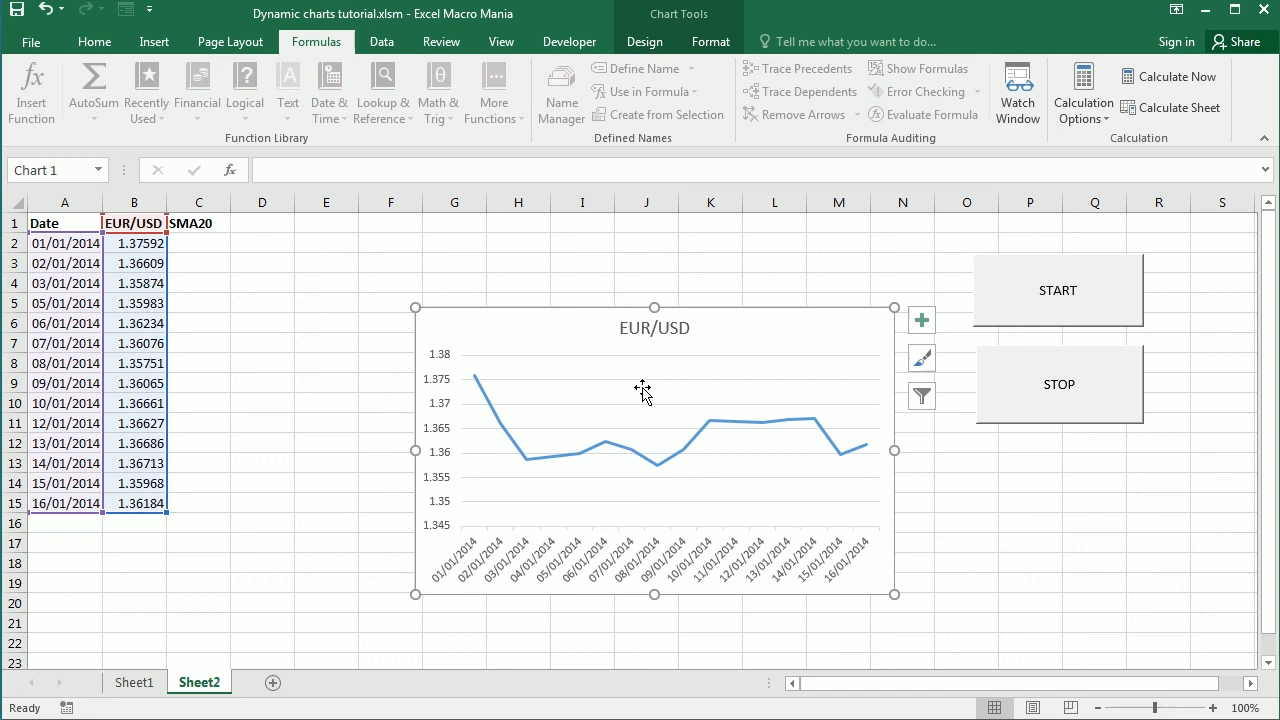 Dynamic charts tutorial.xlsm - Excel Macro Mania
Chart Tools
File Home Insert Page Layout Formulas Data Review View Developer Design Format Tell me what you want to do... Sign in Share
fx Σ ? A θ
Insert Function
AutoSum
Recently Used
Financial
Logical
Text
Date & Time
Lookup & Reference
Math & Trig
More Functions
Function Library
Name Manager
Define Name
Use in Formula
Create from Selection
Defined Names
Trace Precedents
Trace Dependents
Remove Arrows
Show Formulas
Error Checking
Evaluate Formula
Formula Auditing
Watch Window
Calculation Options
Calculate Now
Calculate Sheet
Calculation
Chart 1 fx
A B C D E F G H I J K L M N O P Q R S
1 Date EUR/USD SMA20
2 01/01/2014 1.37592
3 02/01/2014 1.36609
4 03/01/2014 1.35874
5 05/01/2014 1.35983
6 06/01/2014 1.36234
7 07/01/2014 1.36076
8 08/01/2014 1.35751
9 09/01/2014 1.36065
10 10/01/2014 1.36661
11 12/01/2014 1.36627
12 13/01/2014 1.36686
13 14/01/2014 1.36713
14 15/01/2014 1.35968
15 16/01/2014 1.36184
16
17
18
19
20
21
22
23
EUR/USD
1.38
1.375
1.37
1.365
1.36
1.355
1.35
1.345
01/01/2014 02/01/2014 03/01/2014 04/01/2014 05/01/2014 06/01/2014 07/01/2014 08/01/2014 09/01/2014 10/01/2014 11/01/2014 12/01/2014 13/01/2014 14/01/2014 15/01/2014 16/01/2014
START
STOP
Sheet1 Sheet2
Ready 100%